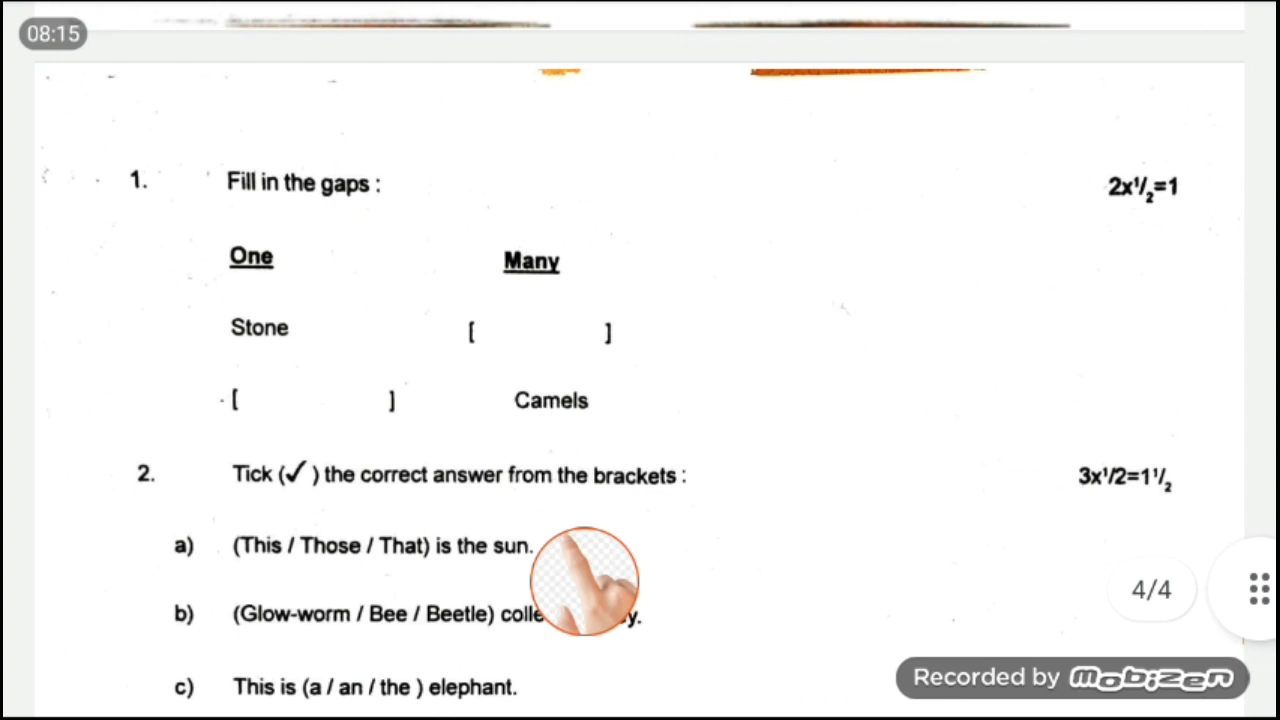 08:15
1. Fill in the gaps : 2x¹/₂=1
One Many
Stone [ ]
[ ] Camels
2. Tick (✓) the correct answer from the brackets : 3x¹/2=1¹/₂
a) (This / Those / That) is the sun.
b) (Glow-worm / Bee / Beetle)
4/4
c) This is (a / an / the ) elephant.
Recorded by mobizen